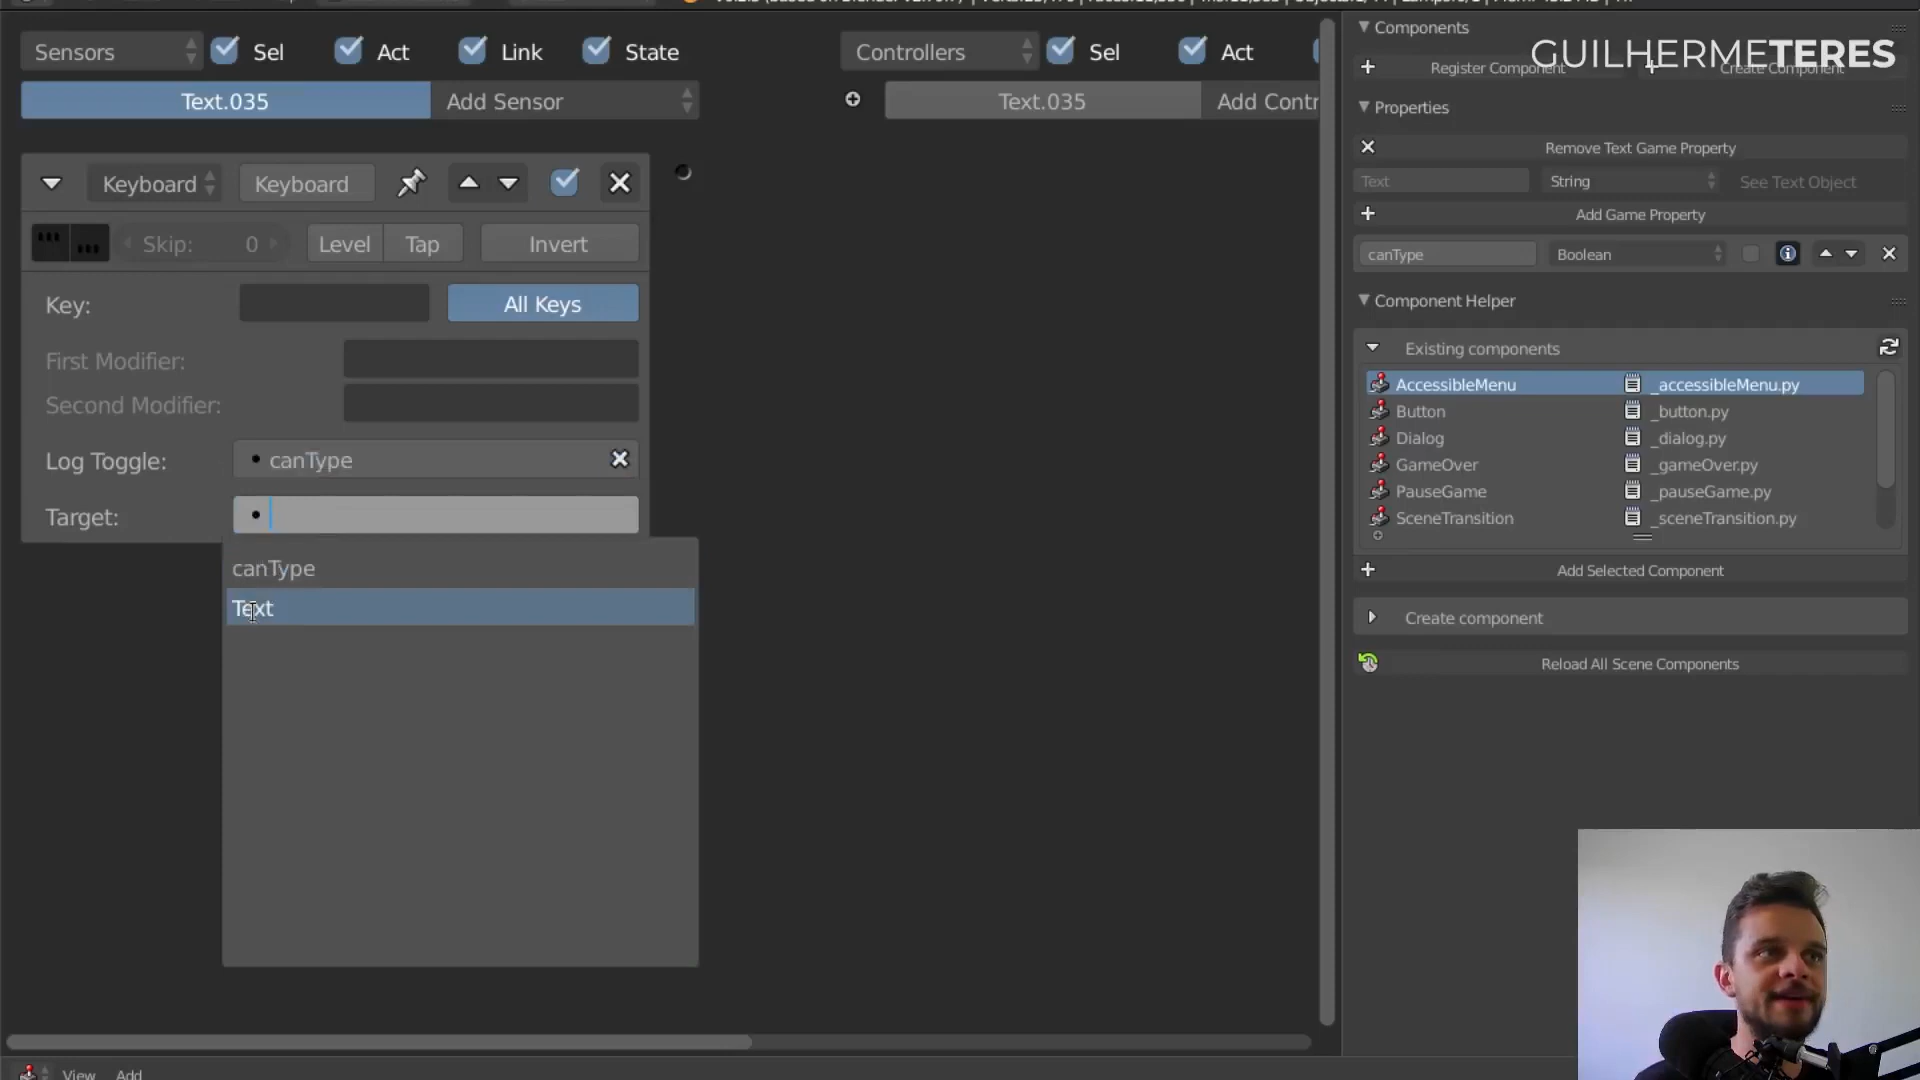 Sensors Sel Act Link State Controllers Sel Act
Text.035 Add Sensor Text.035 Add Contr
Keyboard Keyboard
Skip: 0 Level Tap Invert
Key: All Keys
First Modifier:
Second Modifier:
Log Toggle: canType
Target:
canType
Text
View Add
Components
GUILHERMETERES
Register Component Create Component
Properties
Remove Text Game Property
Text String See Text Object
Add Game Property
canType Boolean
Component Helper
Existing components
AccessibleMenu _accessibleMenu.py
Button _button.py
Dialog _dialog.py
GameOver _gameOver.py
PauseGame _pauseGame.py
SceneTransition _sceneTransition.py
Add Selected Component
Create component
Reload All Scene Components